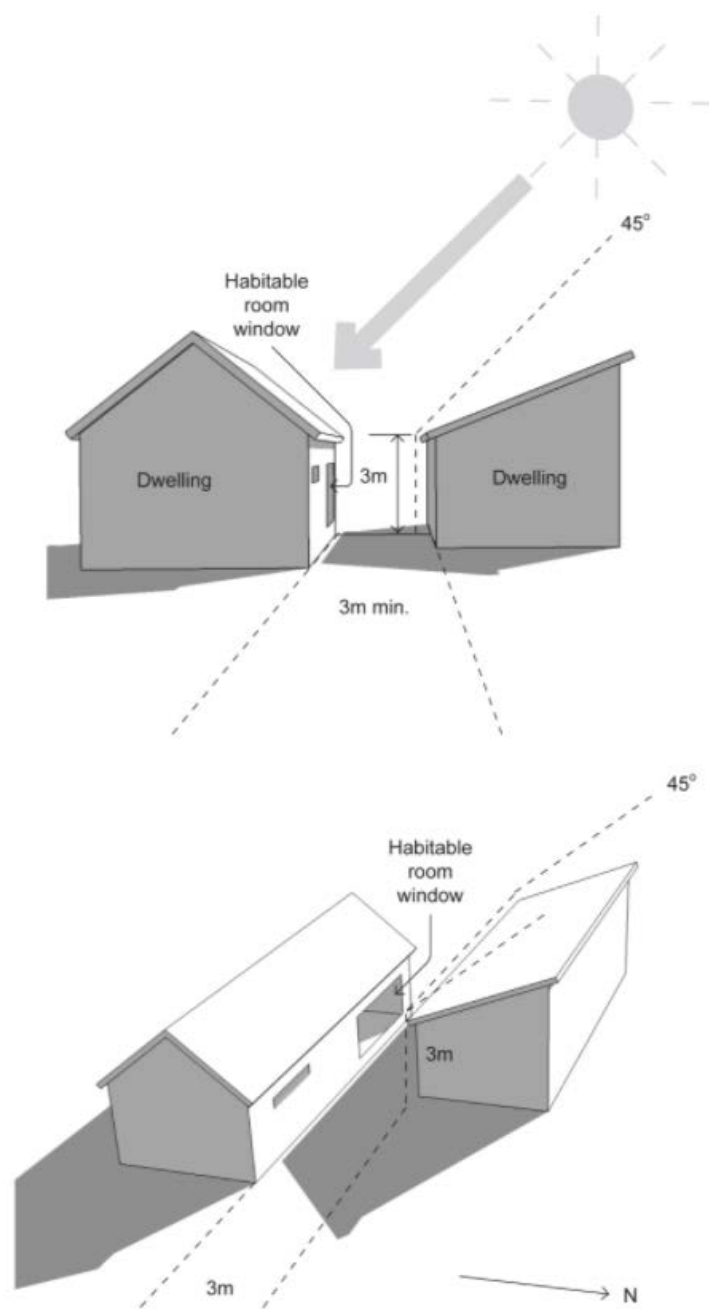 45°
Habitable
room
window
3m
Dwelling
Dwelling
3m min.
45°
Habitable
room
window
3m
3m
N